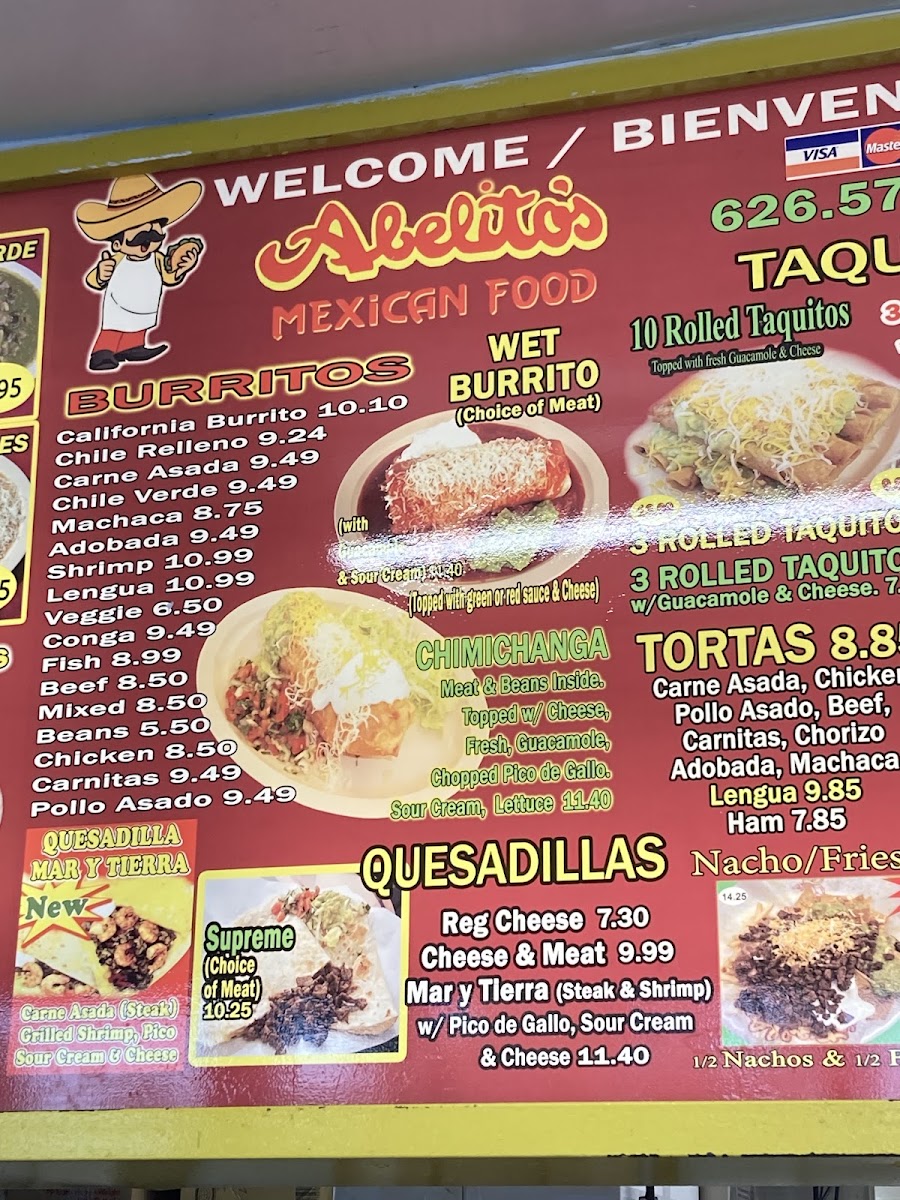 WELCOME / BIENVEN
VISA
Maste
Abelito's
MEXICAN FOOD
626.57
RDE
95
ES
5
S
BURRITOS
California Burrito 10.10
Chile Relleno 9.24
Carne Asada 9.49
Chile Verde 9.49
Machaca 8.75
Adobada 9.49
Shrimp 10.99
Lengua 10.99
Veggie 6.50
Conga 9.49
Fish 8.99
Beef 8.50
Mixed 8.50
Beans 5.50
Chicken 8.50
Carnitas 9.49
Pollo Asado 9.49
WET
BURRITO
(Choice of Meat)
(with
& Sour Cream)
(Topped with green or red sauce & Cheese)
CHIMICHANGA
Meat & Beans Inside.
Topped w/ Cheese,
Fresh, Guacamole,
Chopped Pico de Gallo.
Sour Cream, Lettuce 11.40
TAQU
10 Rolled Taquitos
Topped with fresh Guacamole & Cheese
3 ROLLED TAQUITO
3 ROLLED TAQUITO
w/Guacamole & Cheese. 7.
TORTAS 8.85
Carne Asada, Chicken
Pollo Asado, Beef,
Carnitas, Chorizo
Adobada, Machaca
Lengua 9.85
Ham 7.85
QUESADILLA
MAR Y TIERRA
New
Carne Asada (Steak)
Grilled Shrimp, Pico
Sour Cream & Cheese
Supreme
(Choice
of Meat)
10.25
QUESADILLAS
Reg Cheese 7.30
Cheese & Meat 9.99
Mar y Tierra (Steak & Shrimp)
w/ Pico de Gallo, Sour Cream
& Cheese 11.40
Nacho/Fries
14.25
1/2 Nachos & 1/2 F